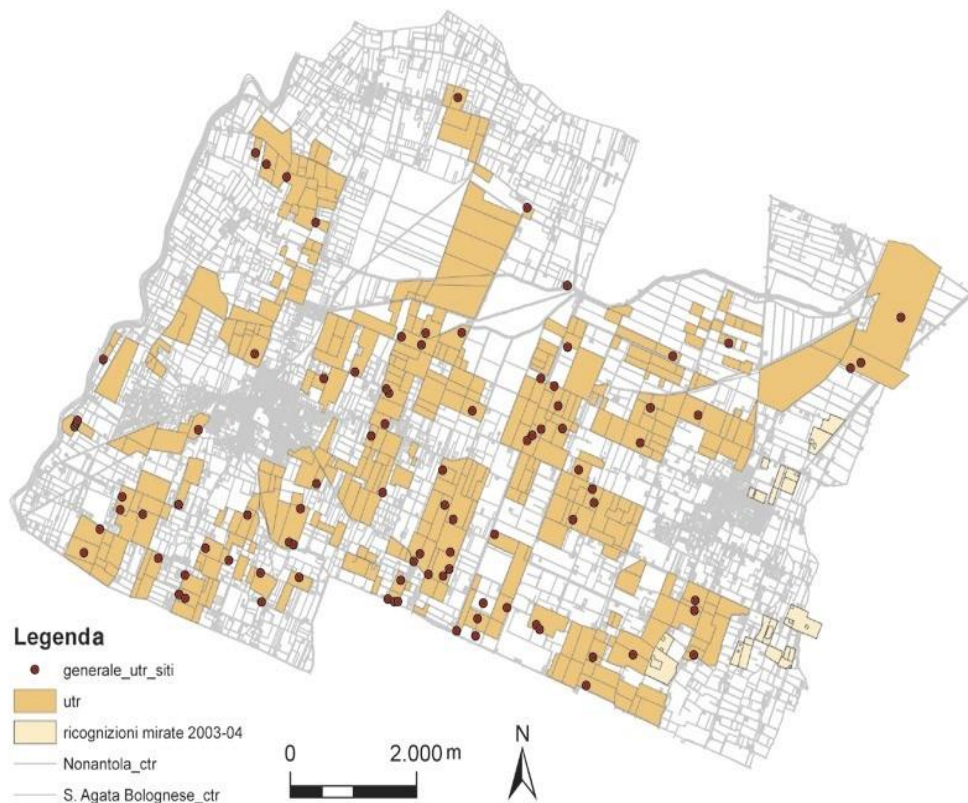 Legenda
generale_utr_siti
utr
ricognizioni mirate 2003-04
Nonantola_ctr
S. Agata Bolognese_ctr
0 2.000 m
N